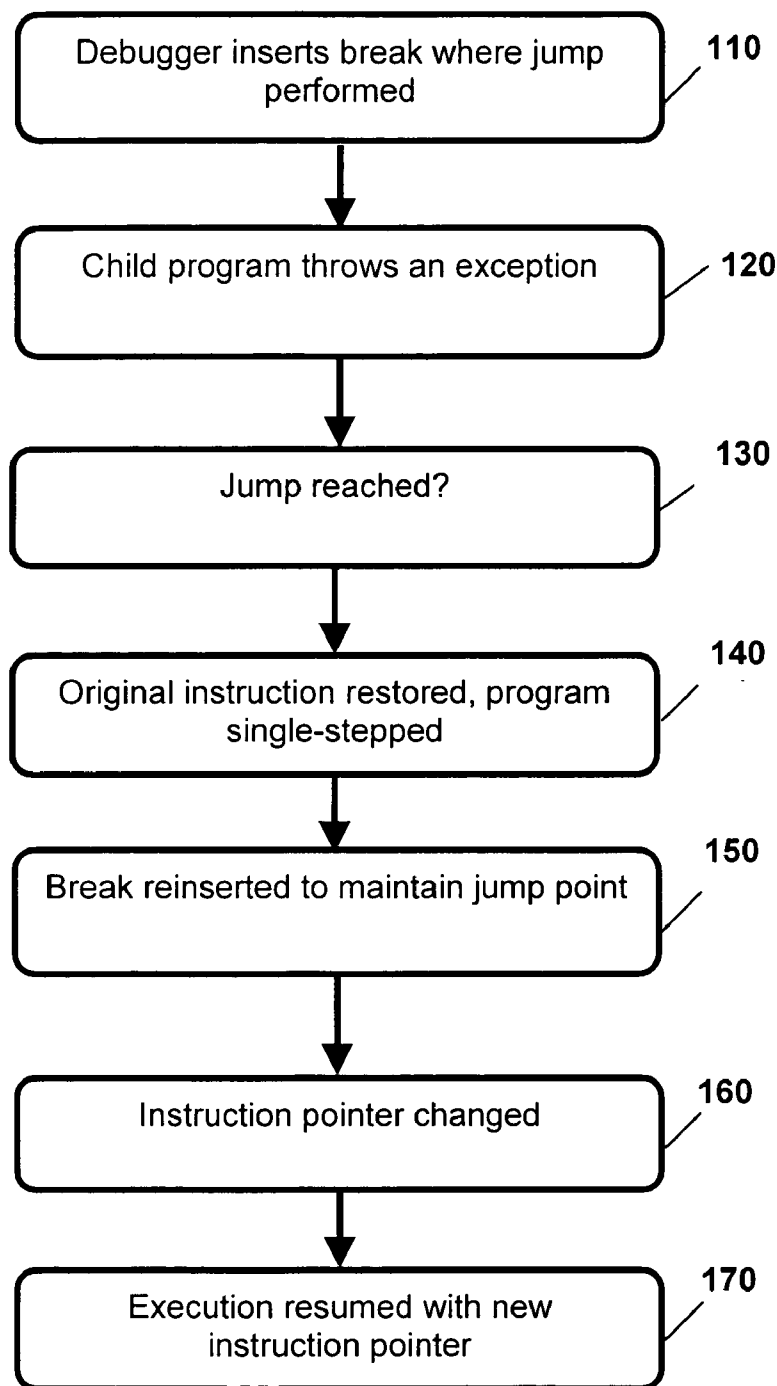 Debugger inserts break where jump
performed
110
Child program throws an exception
120
Jump reached?
130
Original instruction restored, program
single-stepped
140
Break reinserted to maintain jump point
150
Instruction pointer changed
160
Execution resumed with new
instruction pointer
170